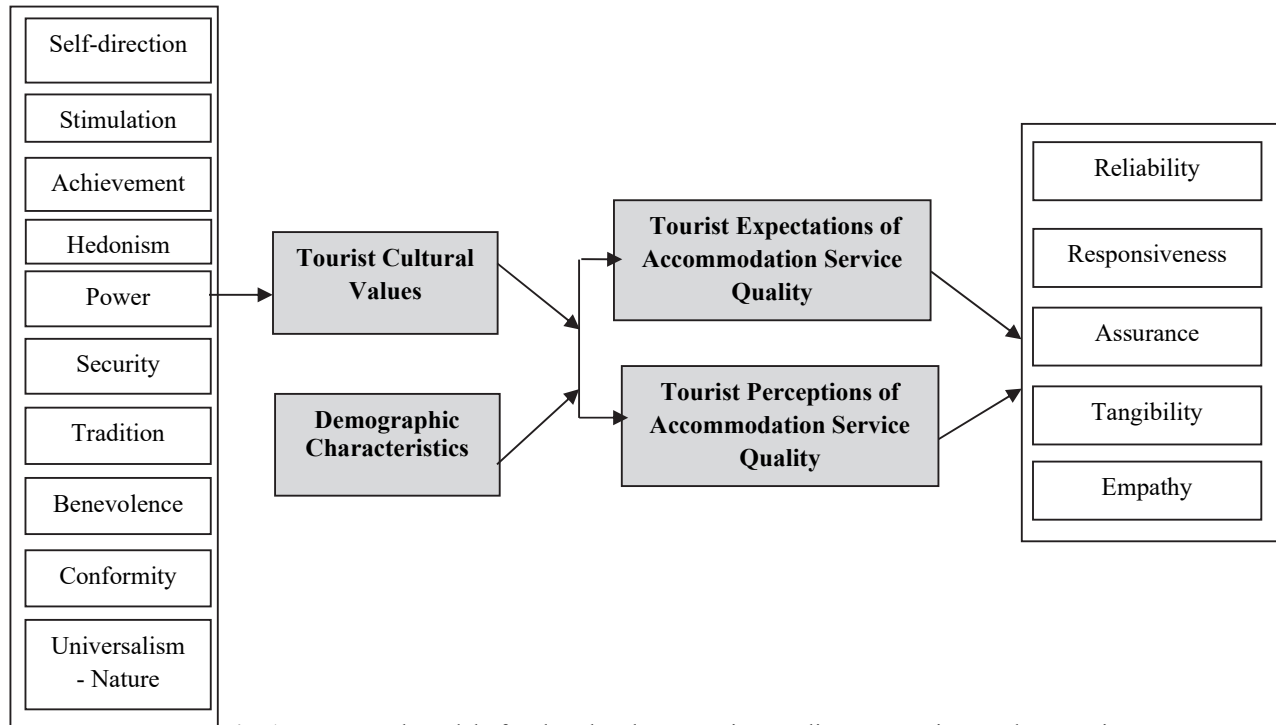 Self-direction
Stimulation
Achievement
Hedonism
Power
Security
Tradition
Benevolence
Conformity
Universalism
- Nature
Tourist Cultural
Values
Demographic
Characteristics
Tourist Expectations of
Accommodation Service
Quality
Tourist Perceptions of
Accommodation Service
Quality
Reliability
Responsiveness
Assurance
Tangibility
Empathy